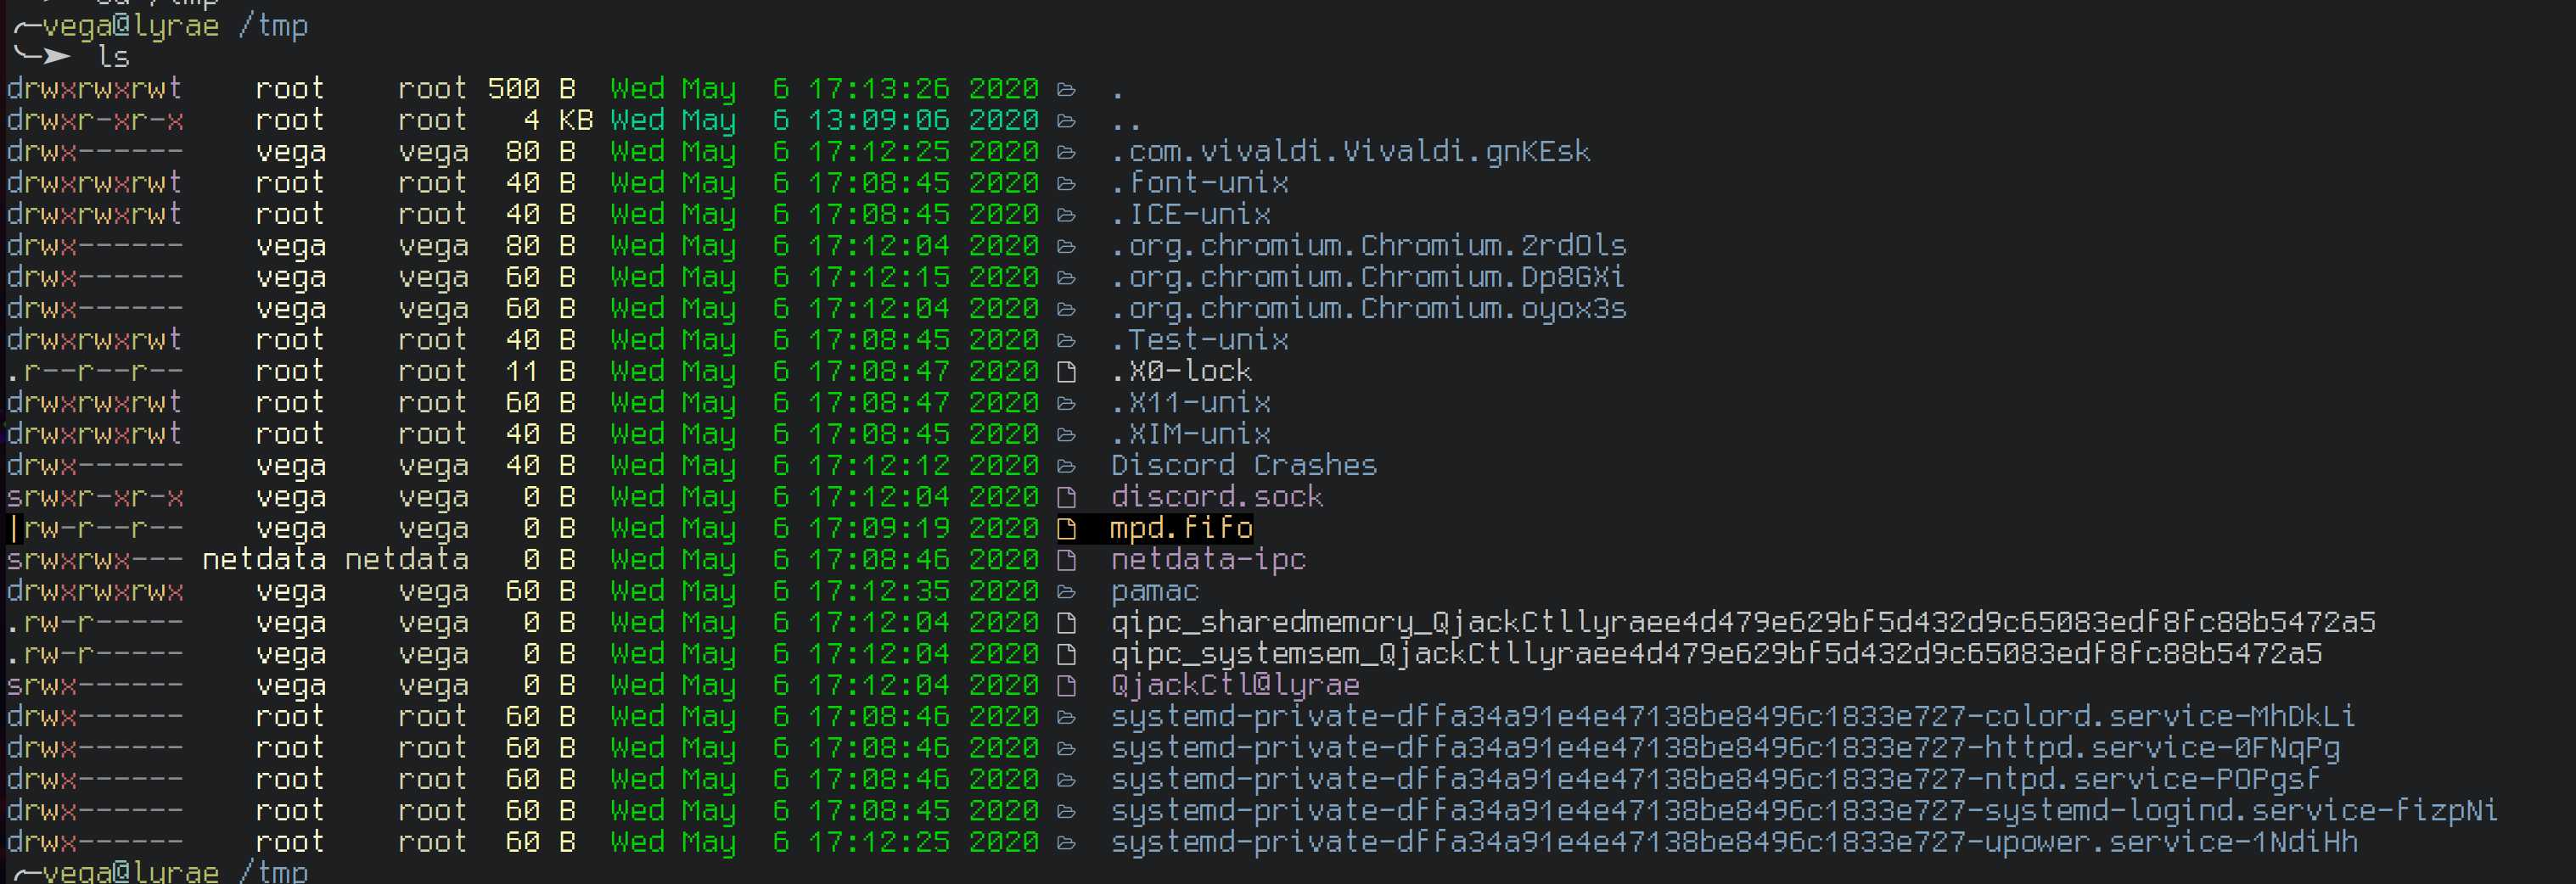 cd /tmp
vega@lyrae /tmp
ls
drwxrwxrwt root root 500 B Wed May 6 17:13:26 2020 .
drwxr-xr-x root root 4 KB Wed May 6 13:09:06 2020 ..
drwx------ vega vega 80 B Wed May 6 17:12:25 2020 .com.vivaldi.Vivaldi.gnKEsk
drwxrwxrwt root root 40 B Wed May 6 17:08:45 2020 .font-unix
drwxrwxrwt root root 40 B Wed May 6 17:08:45 2020 .ICE-unix
drwx------ vega vega 80 B Wed May 6 17:12:04 2020 .org.chromium.Chromium.2rdOls
drwx------ vega vega 60 B Wed May 6 17:12:15 2020 .org.chromium.Chromium.Dp8GXi
drwx------ vega vega 60 B Wed May 6 17:12:04 2020 .org.chromium.Chromium.oyox3s
drwxrwxrwt root root 40 B Wed May 6 17:08:45 2020 .Test-unix
.r--r--r-- root root 11 B Wed May 6 17:08:47 2020 .X0-lock
drwxrwxrwt root root 60 B Wed May 6 17:08:47 2020 .X11-unix
drwxrwxrwt root root 40 B Wed May 6 17:08:45 2020 .XIM-unix
drwx------ vega vega 40 B Wed May 6 17:12:12 2020 Discord Crashes
srwxr-xr-x vega vega 0 B Wed May 6 17:12:04 2020 discord.sock
|rw-r--r-- vega vega 0 B Wed May 6 17:09:19 2020 mpd.fifo
srwxrwx--- netdata netdata 0 B Wed May 6 17:08:46 2020 netdata-ipc
drwxrwxrwx vega vega 60 B Wed May 6 17:12:35 2020 pamac
.rw-r----- vega vega 0 B Wed May 6 17:12:04 2020 qipc_sharedmemory_QjackCtllyraee4d479e629bf5d432d9c65083edf8fc88b5472a5
.rw-r----- vega vega 0 B Wed May 6 17:12:04 2020 qipc_systemsem_QjackCtllyraee4d479e629bf5d432d9c65083edf8fc88b5472a5
srwx------ vega vega 0 B Wed May 6 17:12:04 2020 QjackCtl@lyrae
drwx------ root root 60 B Wed May 6 17:08:46 2020 systemd-private-dffa34a91e4e47138be8496c1833e727-colord.service-MhDkLi
drwx------ root root 60 B Wed May 6 17:08:46 2020 systemd-private-dffa34a91e4e47138be8496c1833e727-httpd.service-0FNqPg
drwx------ root root 60 B Wed May 6 17:08:46 2020 systemd-private-dffa34a91e4e47138be8496c1833e727-ntpd.service-POPgsf
drwx------ root root 60 B Wed May 6 17:08:45 2020 systemd-private-dffa34a91e4e47138be8496c1833e727-systemd-logind.service-fizpNi
drwx------ root root 60 B Wed May 6 17:12:25 2020 systemd-private-dffa34a91e4e47138be8496c1833e727-upower.service-1NdiHh
vega@lyrae /tmp